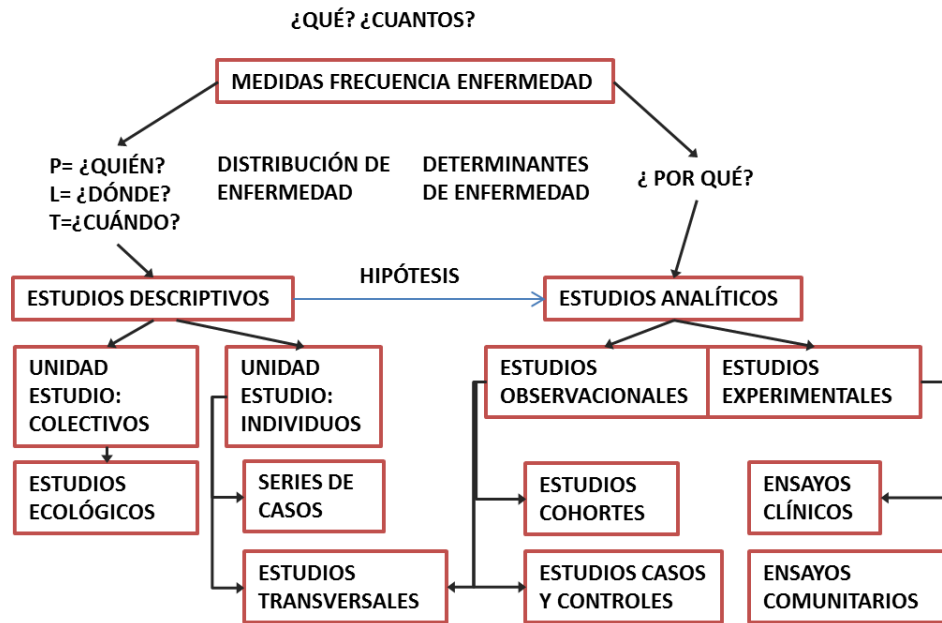 ¿QUÉ? ¿CUANTOS?
MEDIDAS FRECUENCIA ENFERMEDAD
P= ¿QUIÉN?
L= ¿DÓNDE?
T=¿CUÁNDO?
DISTRIBUCIÓN DE
ENFERMEDAD
DETERMINANTES
DE ENFERMEDAD
¿ POR QUÉ?
HIPÓTESIS
ESTUDIOS DESCRIPTIVOS
ESTUDIOS ANALÍTICOS
UNIDAD
ESTUDIO:
COLECTIVOS
UNIDAD
ESTUDIO:
INDIVIDUOS
ESTUDIOS
OBSERVACIONALES
ESTUDIOS
EXPERIMENTALES
ESTUDIOS
ECOLÓGICOS
SERIES DE
CASOS
ESTUDIOS
COHORTES
ENSAYOS
CLÍNICOS
ESTUDIOS
TRANSVERSALES
ESTUDIOS CASOS
Y CONTROLES
ENSAYOS
COMUNITARIOS